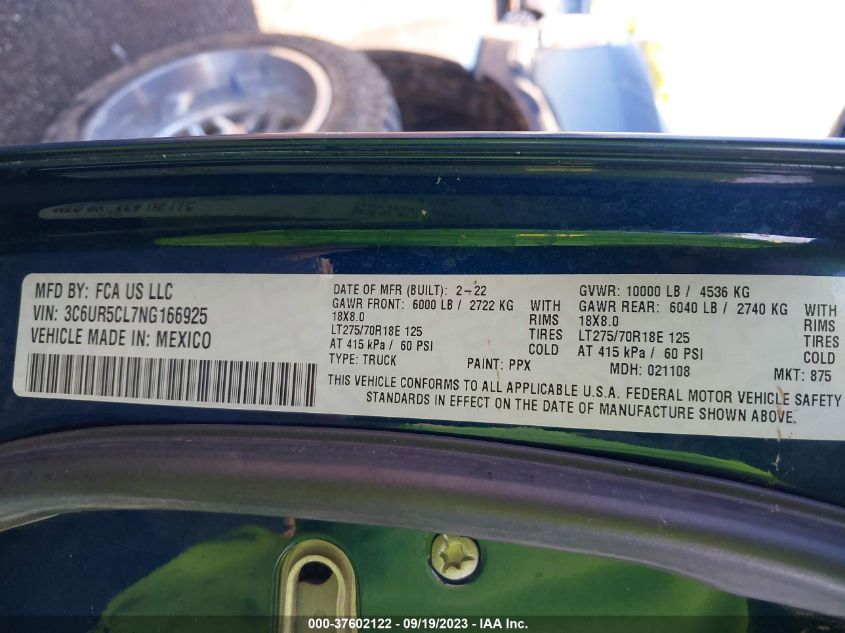 MFD BY: FCA US LLC
VIN: 3C6UR5CL7NG166925
VEHICLE MADE IN: MEXICO
DATE OF MFR (BUILT): 2-22
GAWR FRONT: 6000 LB / 2722 KG WITH
18X8.0 RIMS
LT275/70R18E 125 TIRES
AT 415 kPa / 60 PSI COLD
TYPE: TRUCK PAINT: PPX
GVWR: 10000 LB / 4536 KG
GAWR REAR: 6040 LB / 2740 KG WITH
18X8.0 RIMS
LT275/70R18E 125 TIRES
AT 415 kPa / 60 PSI COLD
MDH: 021108 MKT: 875
THIS VEHICLE CONFORMS TO ALL APPLICABLE U.S.A. FEDERAL MOTOR VEHICLE SAFETY
STANDARDS IN EFFECT ON THE DATE OF MANUFACTURE SHOWN ABOVE.
000-37602122 - 09/19/2023 - IAA Inc.